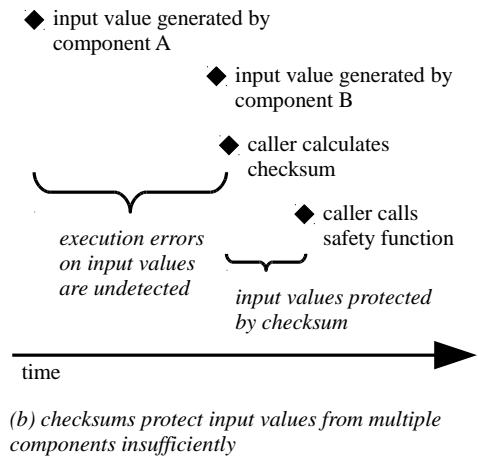 input value generated by
component A
input value generated by
component B
caller calculates
checksum
caller calls
safety function
execution errors
on input values
are undetected
input values protected
by checksum
time
(b) checksums protect input values from multiple
components insufficiently